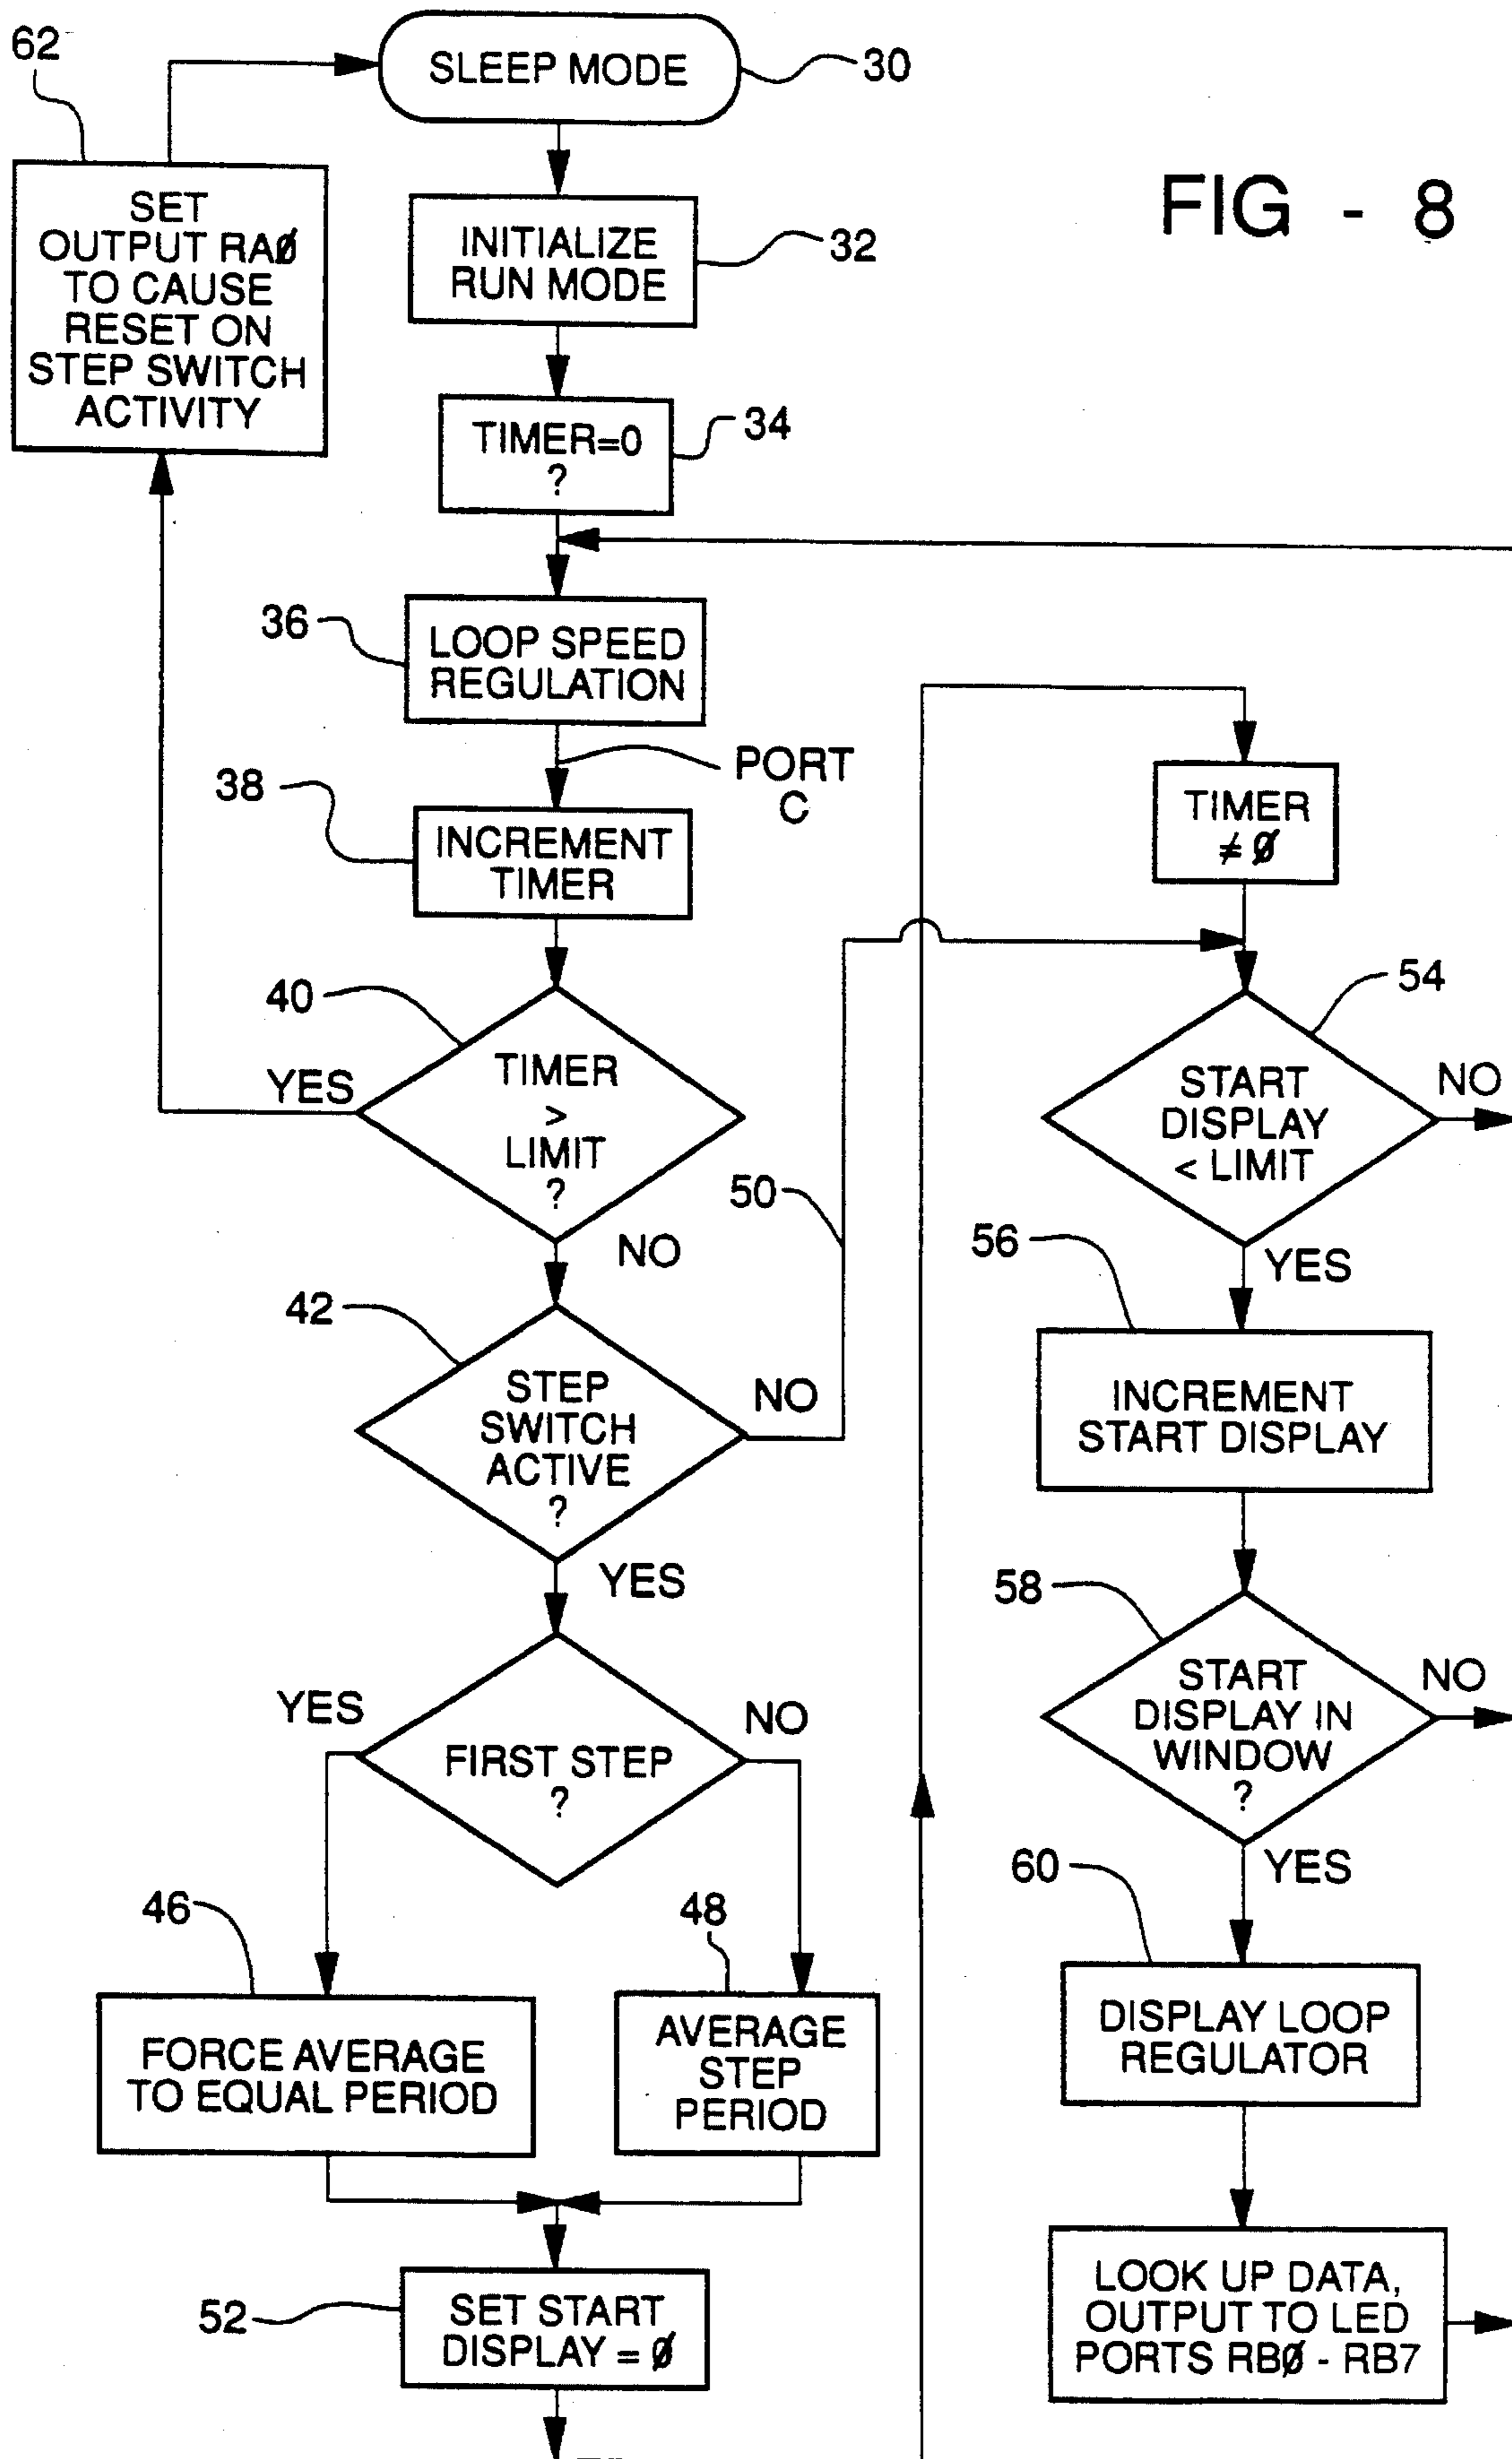 62
SLEEP MODE
30
FIG - 8
SET
OUTPUT RAØ
TO CAUSE
RESET ON
STEP SWITCH
ACTIVITY
INITIALIZE
RUN MODE
32
TIMER=0
?
34
36
LOOP SPEED
REGULATION
PORT
C
38
INCREMENT
TIMER
40
YES
TIMER
>
LIMIT
?
NO
42
STEP
SWITCH
ACTIVE
?
NO
50
YES
YES
FIRST STEP
?
NO
46
FORCE AVERAGE
TO EQUAL PERIOD
48
AVERAGE
STEP
PERIOD
52
SET START
DISPLAY = Ø
TIMER
≠ Ø
54
START
DISPLAY
< LIMIT
NO
YES
56
INCREMENT
START DISPLAY
58
START
DISPLAY IN
WINDOW
?
NO
YES
60
DISPLAY LOOP
REGULATOR
LOOK UP DATA,
OUTPUT TO LED
PORTS RBØ - RB7